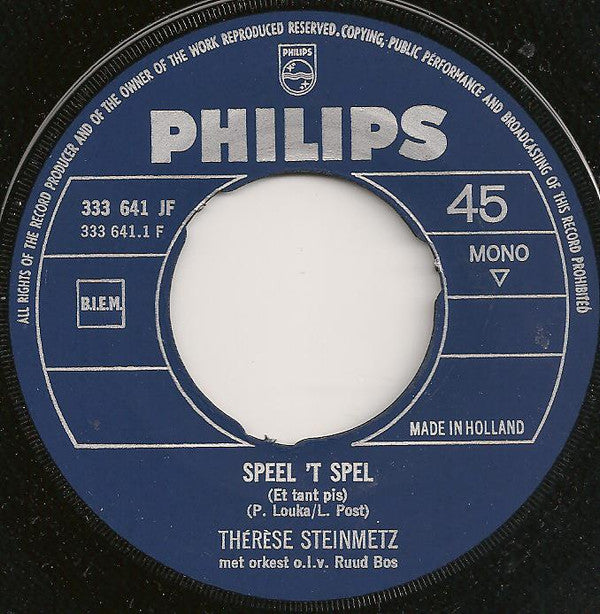 ALL RIGHTS OF THE RECORD PRODUCER AND OF THE OWNER OF THE WORK REPRODUCED RESERVED. COPYING, PUBLIC PERFORMANCE AND BROADCASTING OF THIS RECORD PROHIBITED
PHILIPS
PHILIPS
333 641 JF
333 641.1 F
45
MONO
B.I.E.M.
MADE IN HOLLAND
SPEEL 'T SPEL
(Et tant pis)
(P. Louka/L. Post)
THÉRÈSE STEINMETZ
met orkest o.l.v. Ruud Bos